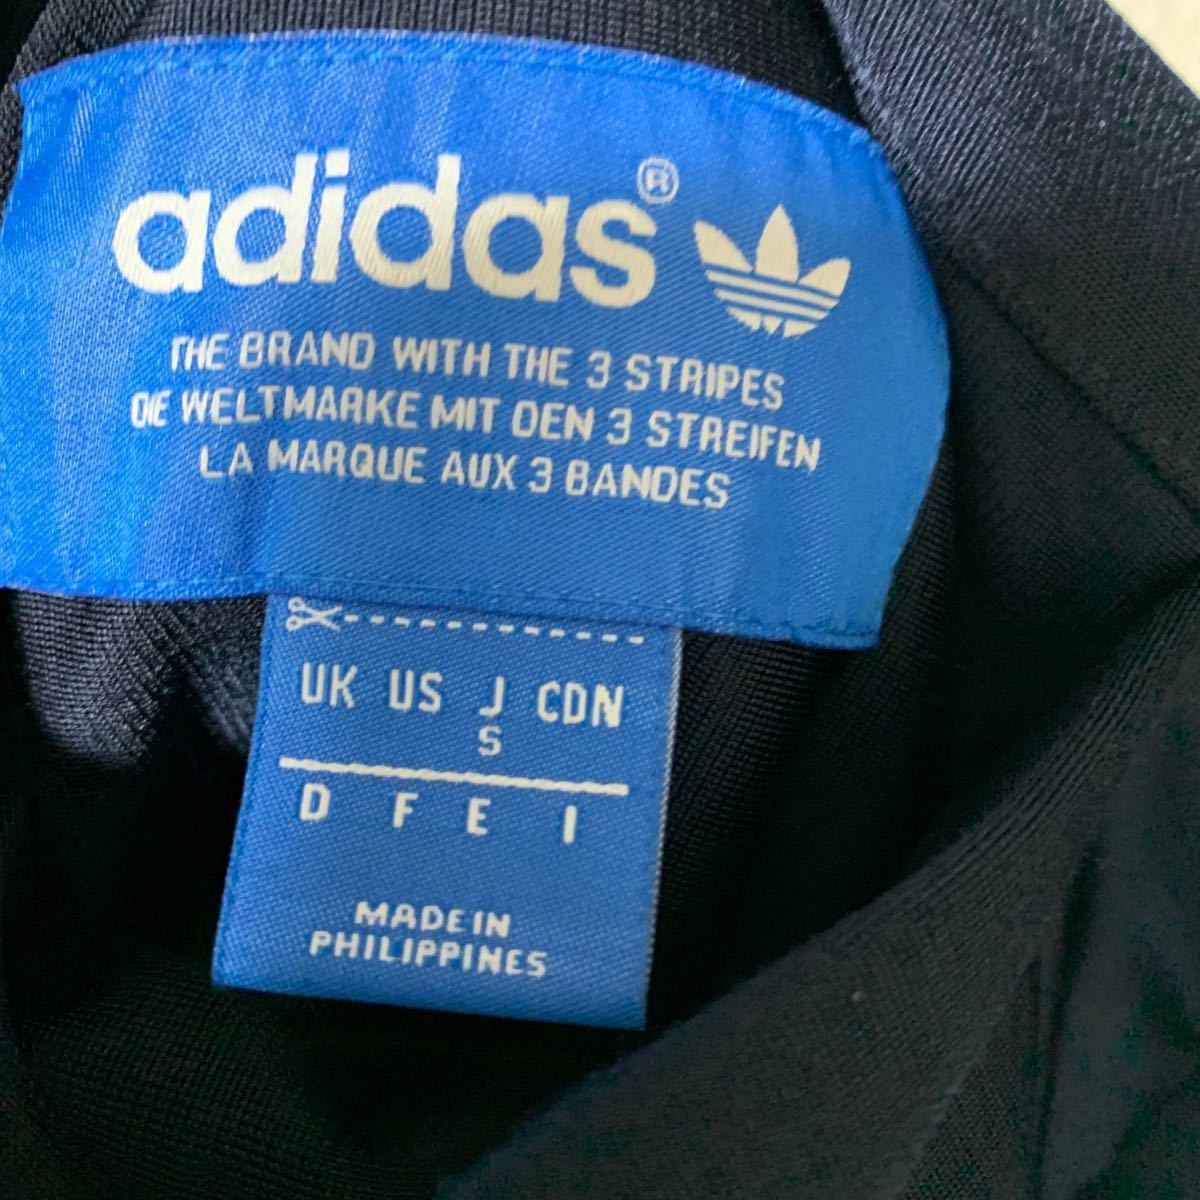 adidas®
THE BRAND WITH THE 3 STRIPES
DIE WELTMARKE MIT DEN 3 STREIFEN
LA MARQUE AUX 3 BANDES
UK US J CDN
S
D F E I
MADE IN
PHILIPPINES